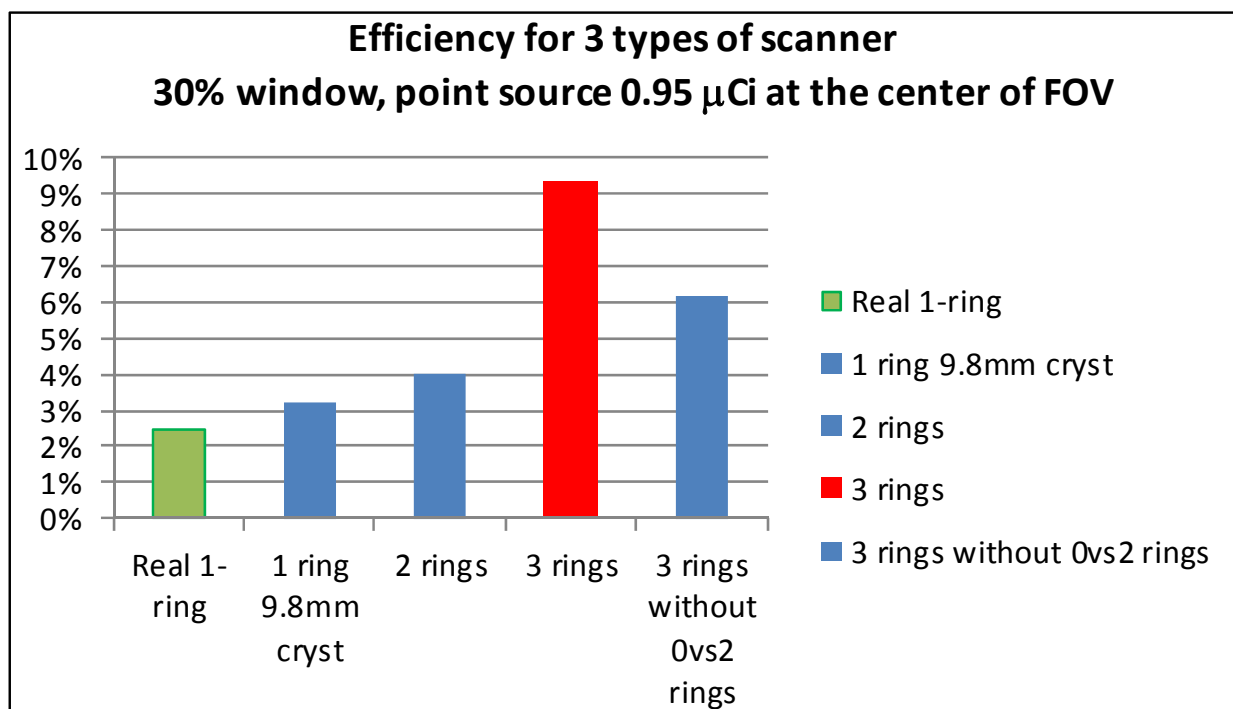 Efficiency for 3 types of scanner
30% window, point source 0.95 μCi at the center of FOV
10%
9%
8%
7%
6%
5%
4%
3%
2%
1%
0%
Real 1-
ring
1 ring
9.8mm
cryst
2 rings
3 rings
3 rings
without
0vs2
rings
Real 1-ring
1 ring 9.8mm cryst
2 rings
3 rings
3 rings without 0vs2 rings